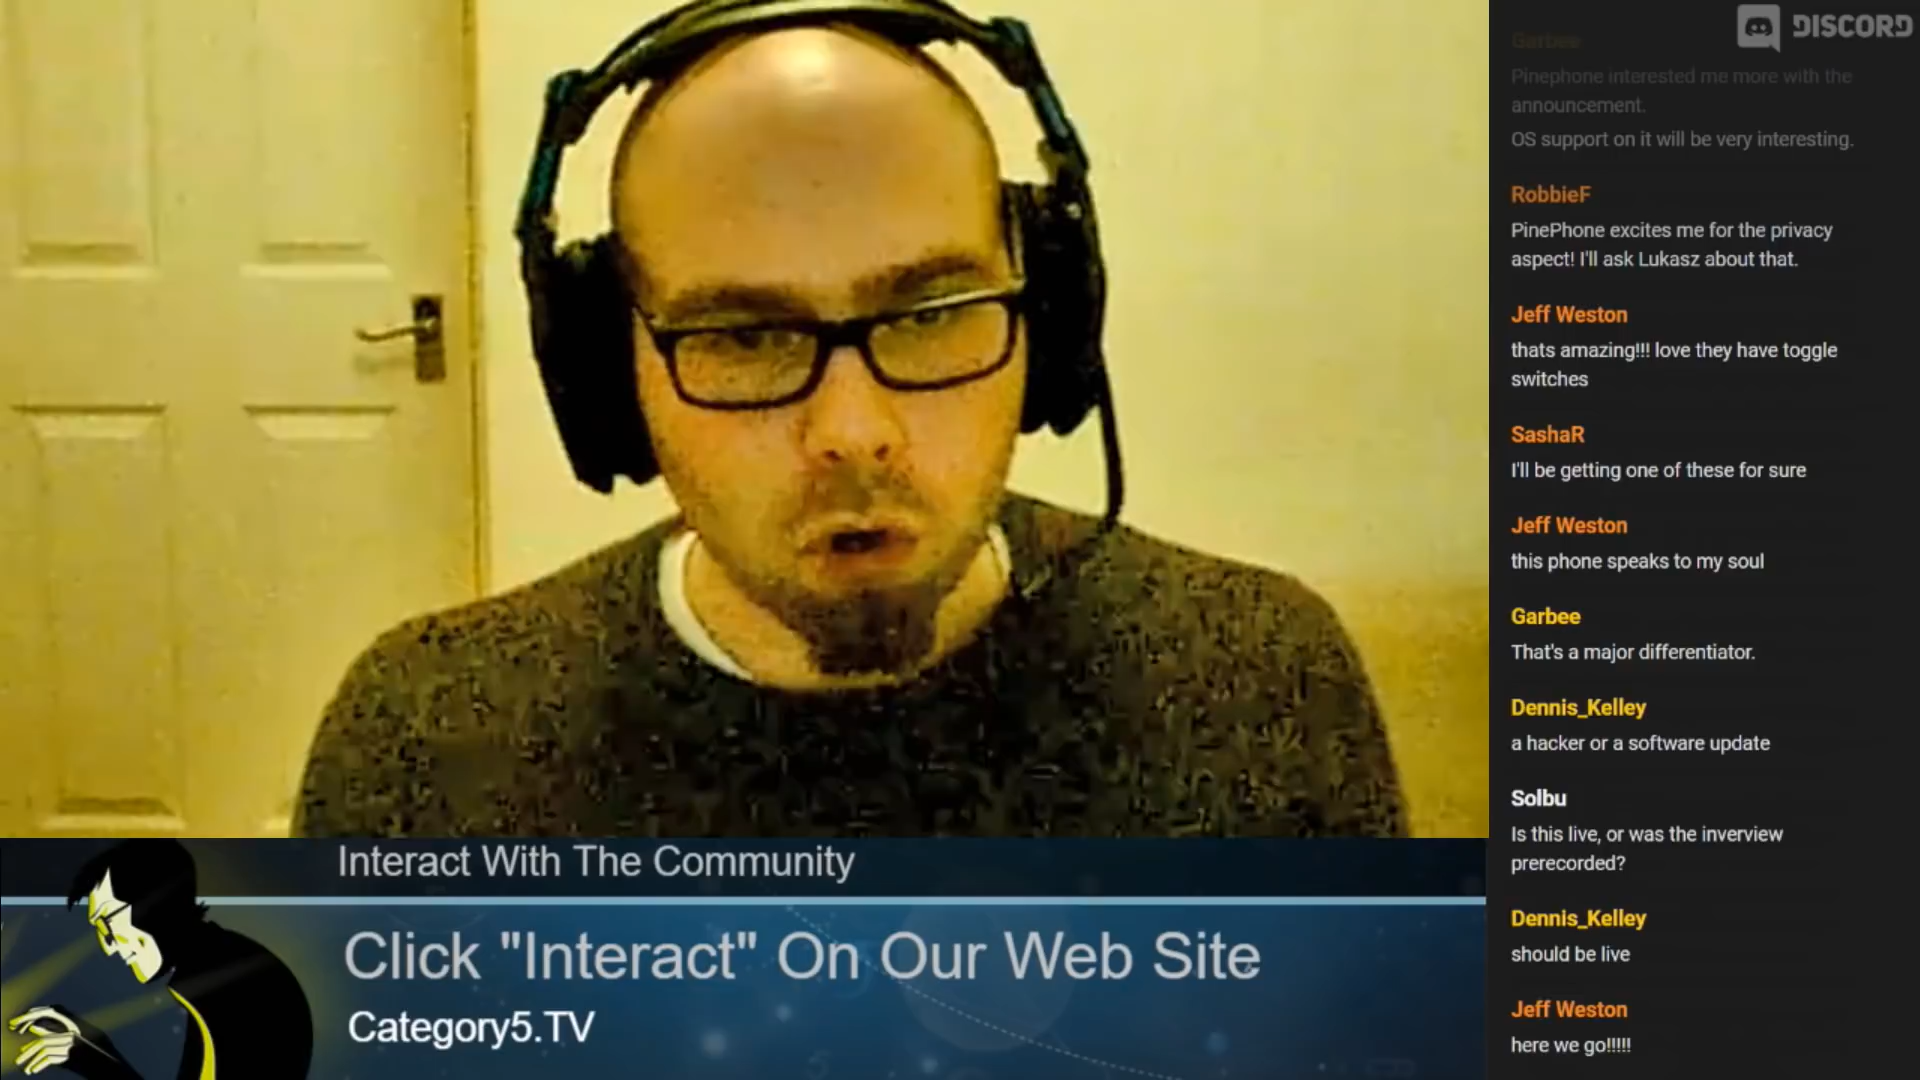 DISCORD
Garbee
Pinephone interested me more with the
announcement.
OS support on it will be very interesting.
RobbieF
PinePhone excites me for the privacy
aspect! I'll ask Lukasz about that.
Jeff Weston
thats amazing!!! love they have toggle
switches
SashaR
I'll be getting one of these for sure
Jeff Weston
this phone speaks to my soul
Garbee
That's a major differentiator.
Dennis_Kelley
a hacker or a software update
Solbu
Is this live, or was the inverview
prerecorded?
Dennis_Kelley
should be live
Jeff Weston
here we go!!!!!
Interact With The Community
Click "Interact" On Our Web Site
Category5.TV